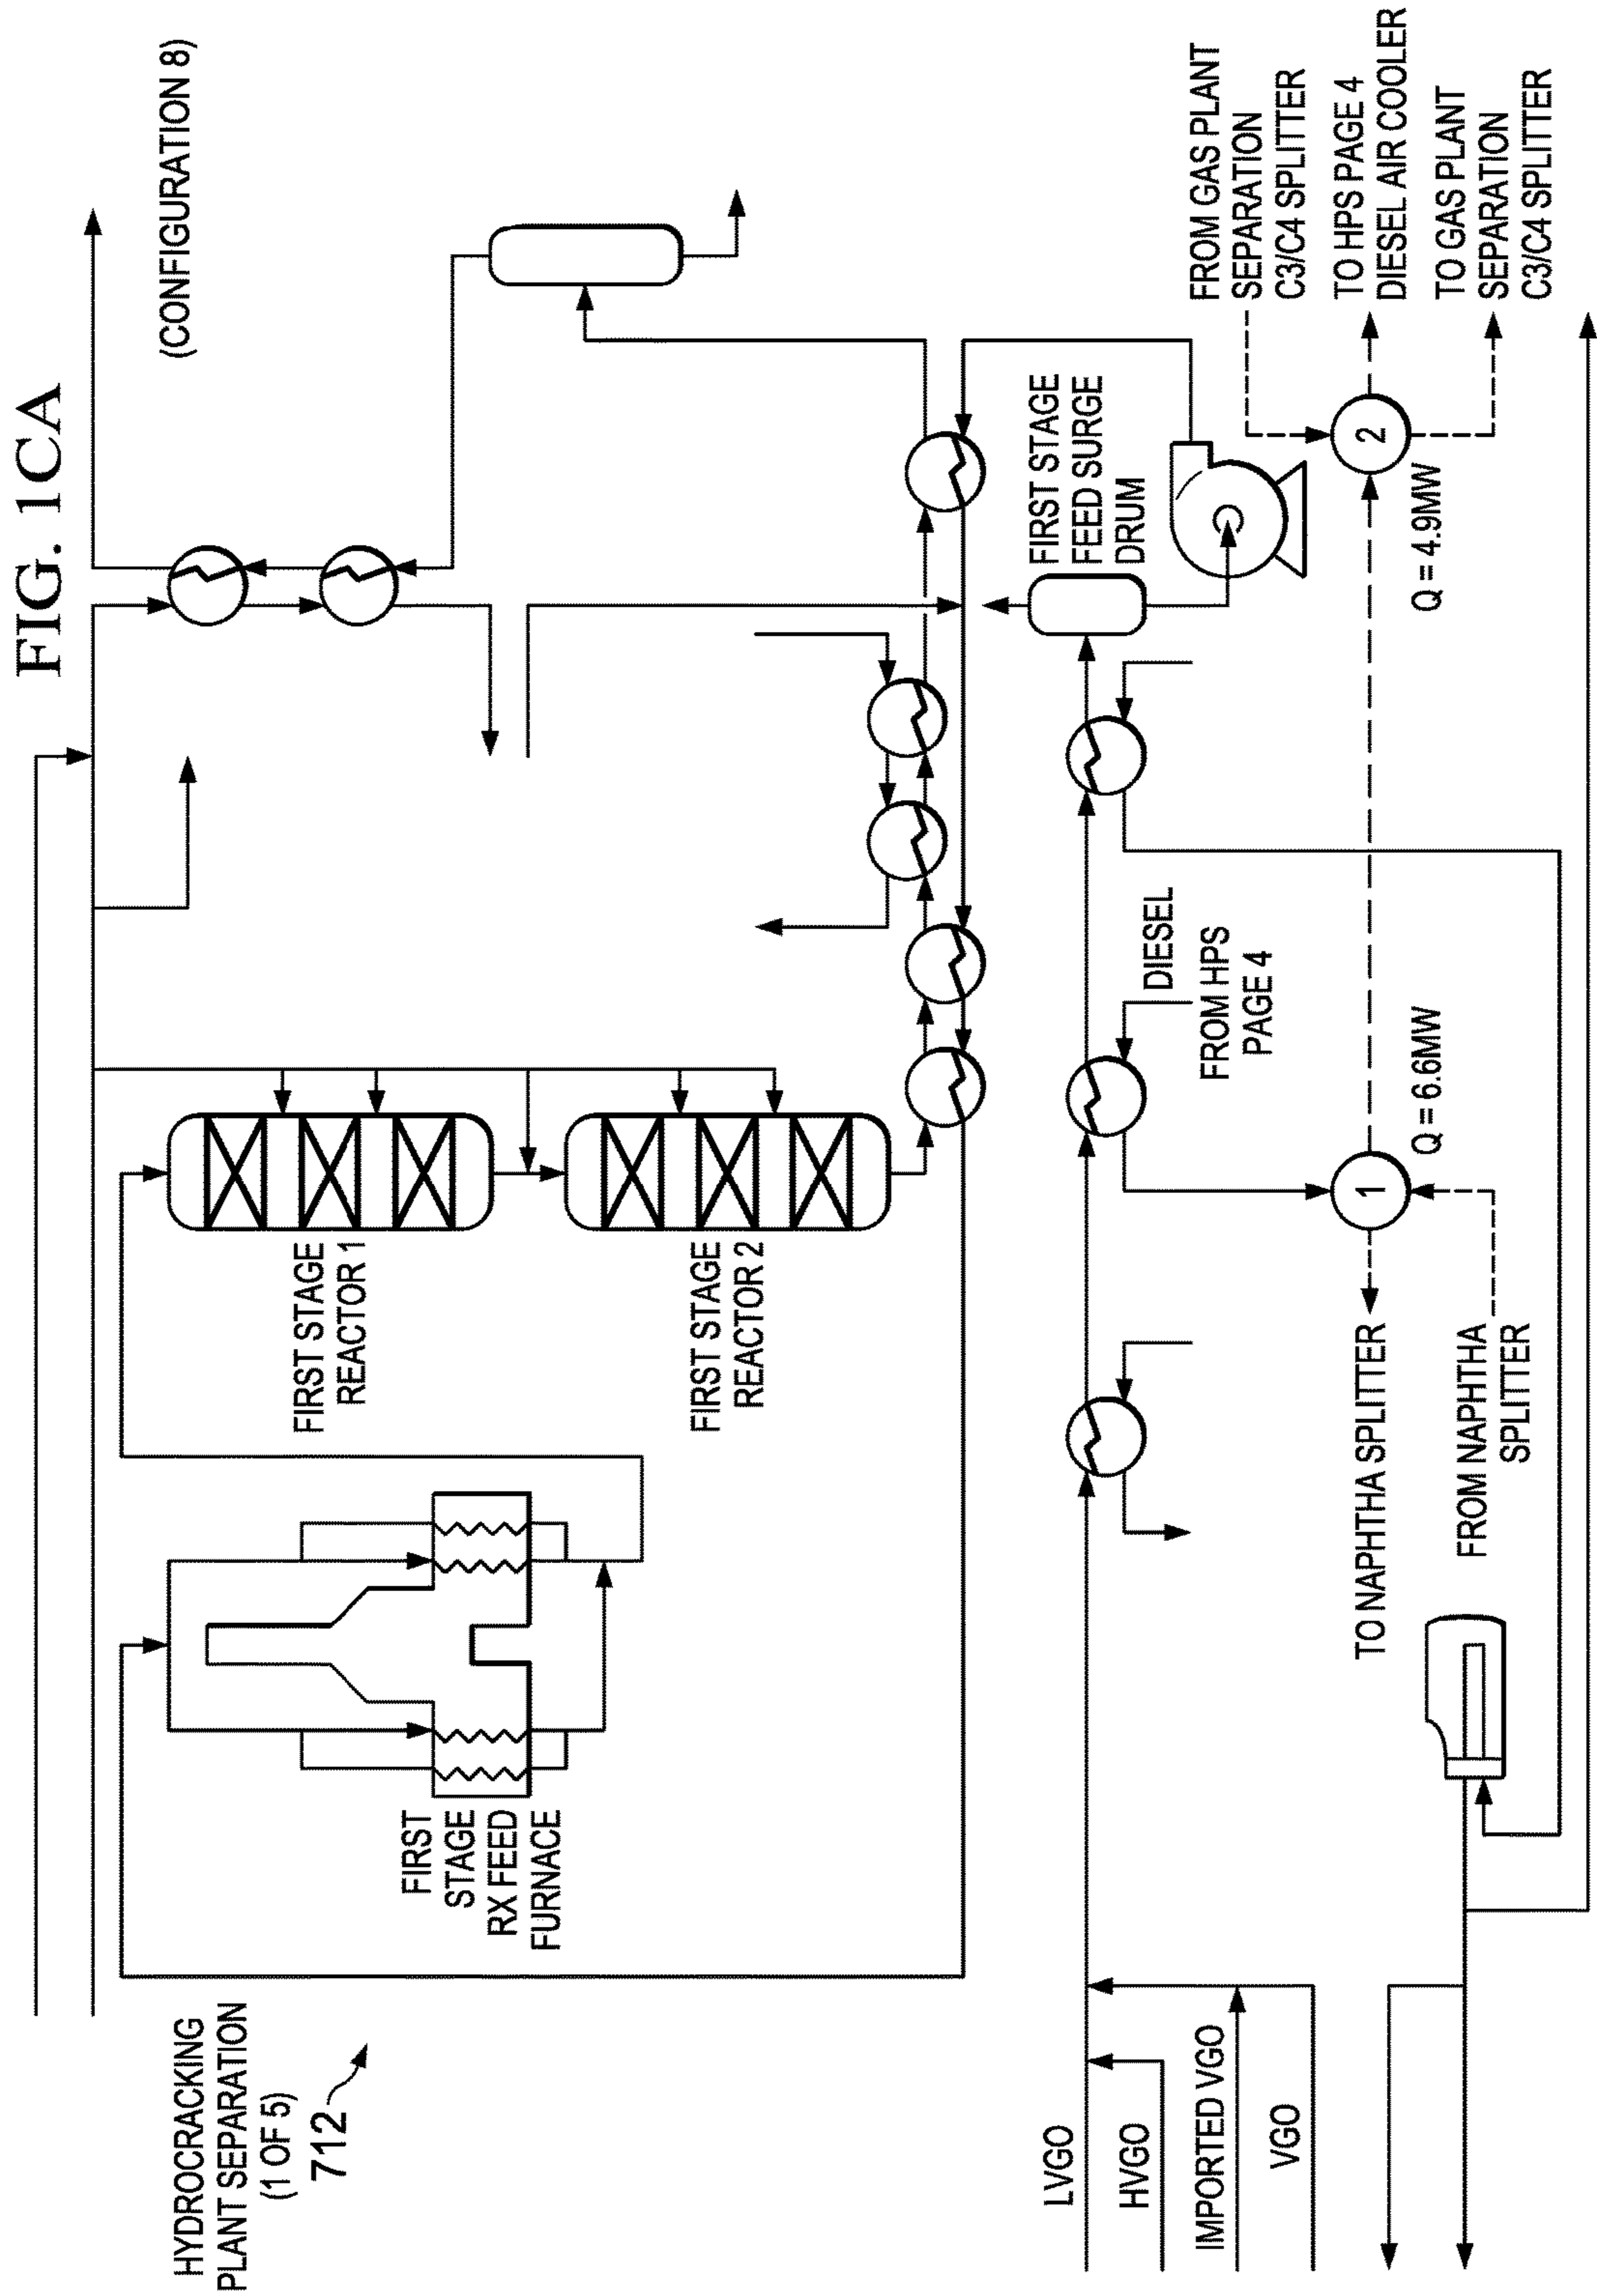 FIG. 1CA
(CONFIGURATION 8)
HYDROCRACKING
PLANT SEPARATION
(1 OF 5)
712
FIRST
STAGE
RX FEED
FURNACE
FIRST STAGE
REACTOR 1
FIRST STAGE
REACTOR 2
FIRST STAGE
FEED SURGE
DRUM
LVGO
HVGO
IMPORTED VGO
VGO
DIESEL
FROM HPS
PAGE 4
1
Q = 6.6MW
TO NAPHTHA SPLITTER
FROM NAPHTHA
SPLITTER
2
Q = 4.9MW
FROM GAS PLANT
SEPARATION
C3/C4 SPLITTER
TO HPS PAGE 4
DIESEL AIR COOLER
TO GAS PLANT
SEPARATION
C3/C4 SPLITTER